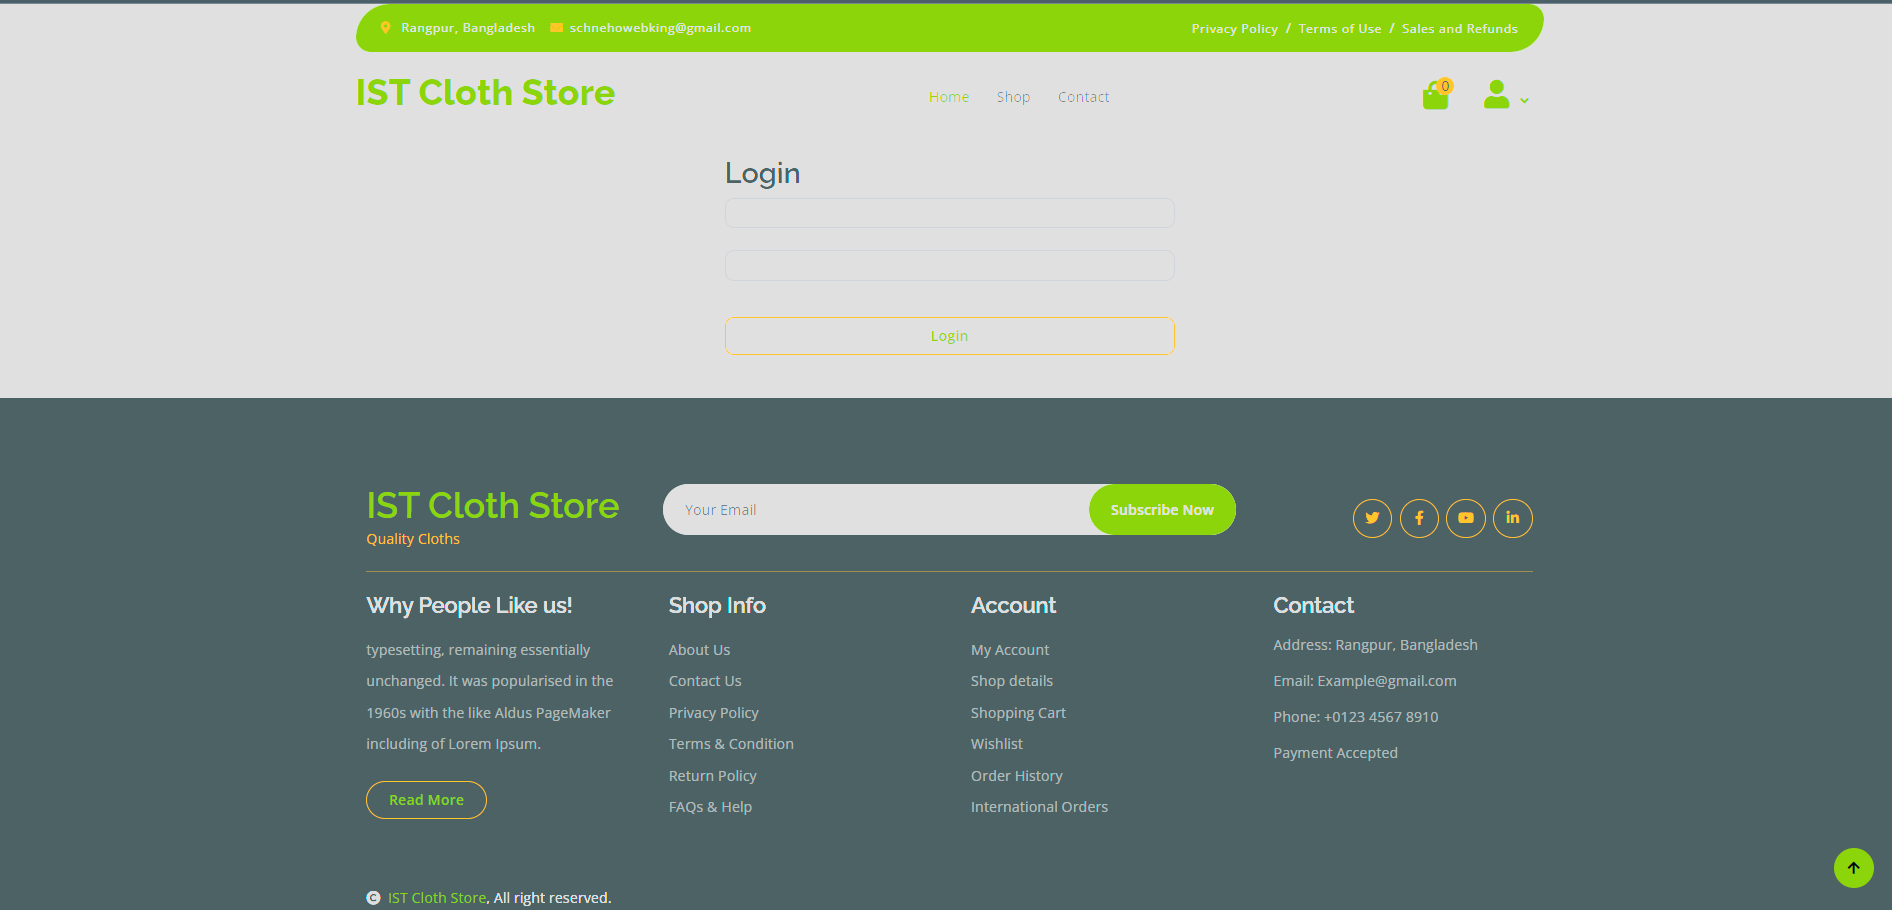 Rangpur, Bangladesh schnehowebking@gmail.com Privacy Policy / Terms of Use / Sales and Refunds
IST Cloth Store Home Shop Contact 0
Login
Login
IST Cloth Store
Quality Cloths
Your Email Subscribe Now
Why People Like us!
typesetting, remaining essentially
unchanged. It was popularised in the
1960s with the like Aldus PageMaker
including of Lorem Ipsum.
Read More
Shop Info
About Us
Contact Us
Privacy Policy
Terms & Condition
Return Policy
FAQs & Help
Account
My Account
Shop details
Shopping Cart
Wishlist
Order History
International Orders
Contact
Address: Rangpur, Bangladesh
Email: Example@gmail.com
Phone: +0123 4567 8910
Payment Accepted
© IST Cloth Store, All right reserved.